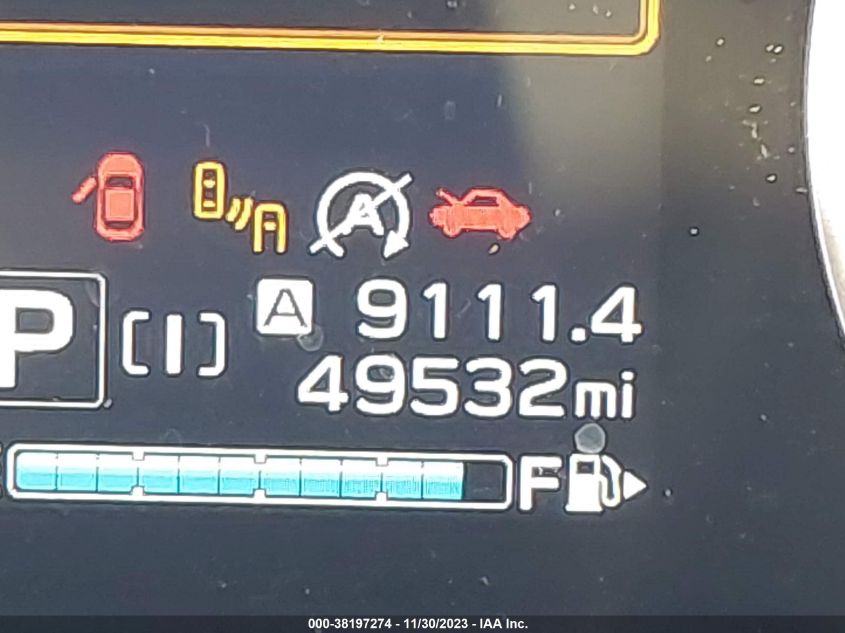 A
A 9111.4
P [I]
49532mi
F
000-38197274 - 11/30/2023 - IAA Inc.